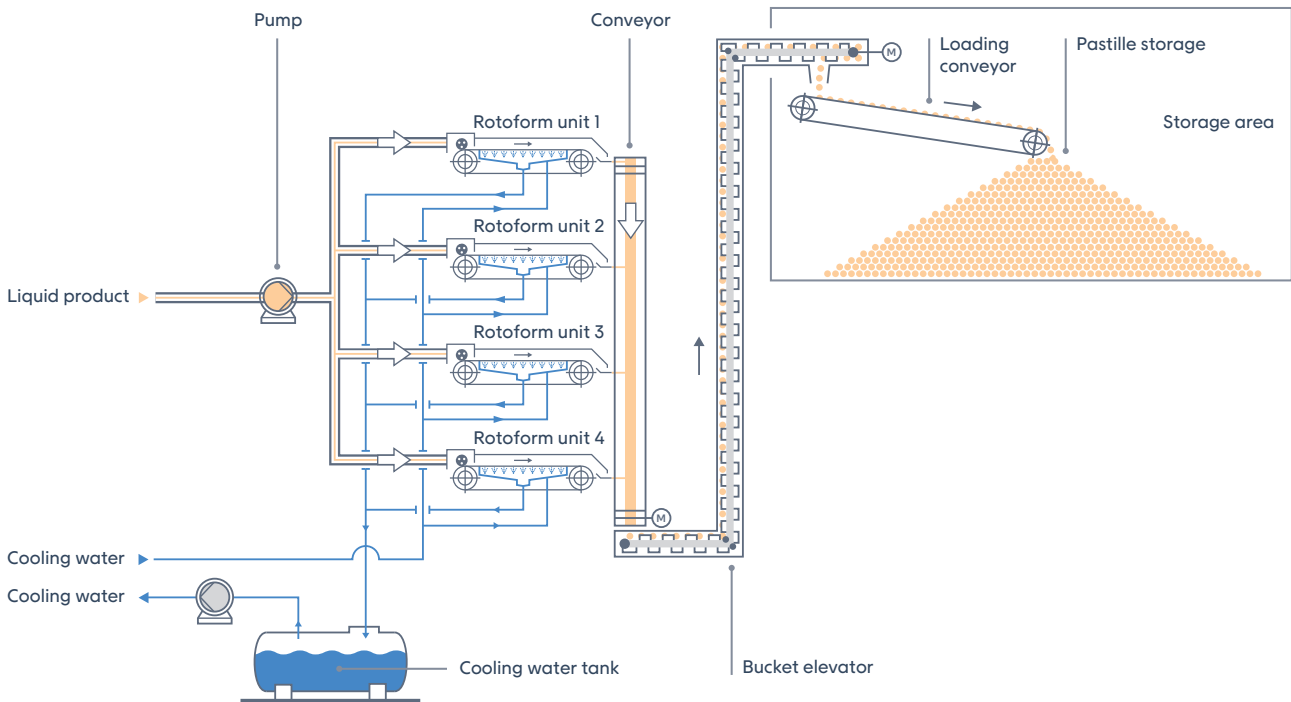 Pump
Conveyor
M
Loading
conveyor
Pastille storage
Storage area
Rotoform unit 1
Rotoform unit 2
Liquid product
Rotoform unit 3
Rotoform unit 4
M
Cooling water
Cooling water
Cooling water tank
Bucket elevator